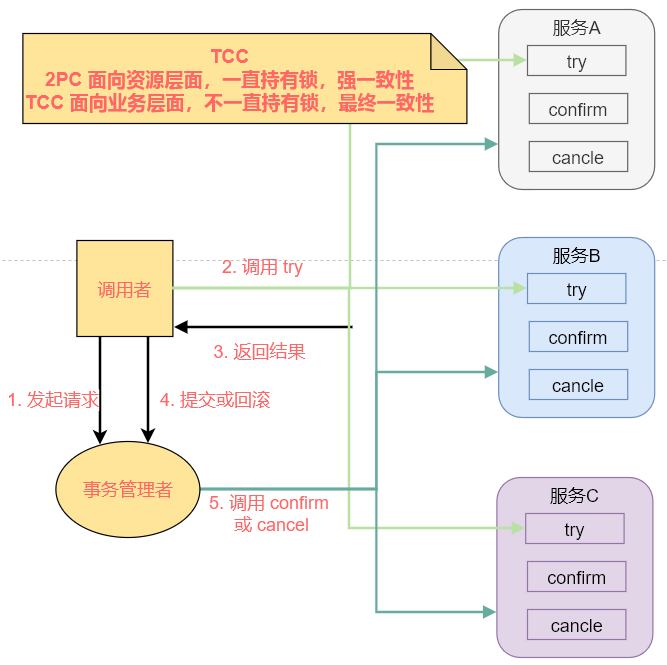 TCC
2PC 面向资源层面，一直持有锁，强一致性
TCC 面向业务层面，不一直持有锁，最终一致性
服务A
try
confirm
cancle
调用者
2. 调用 try
3. 返回结果
1. 发起请求
4. 提交或回滚
服务B
try
confirm
cancle
事务管理者
5. 调用 confirm
或 cancel
服务C
try
confirm
cancle